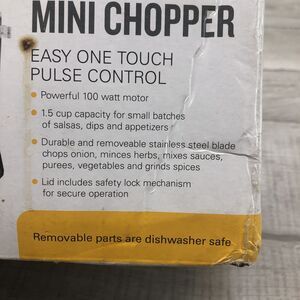 MINI CHOPPER
EASY ONE TOUCH
PULSE CONTROL
• Powerful 100 watt motor
• 1.5 cup capacity for small batches
of salsas, dips and appetizers
• Durable and removeable stainless steel blade
chops onion, minces herbs, mixes sauces,
purees, vegetables and grinds spices
• Lid includes safety lock mechanism
for secure operation
Removable parts are dishwasher safe